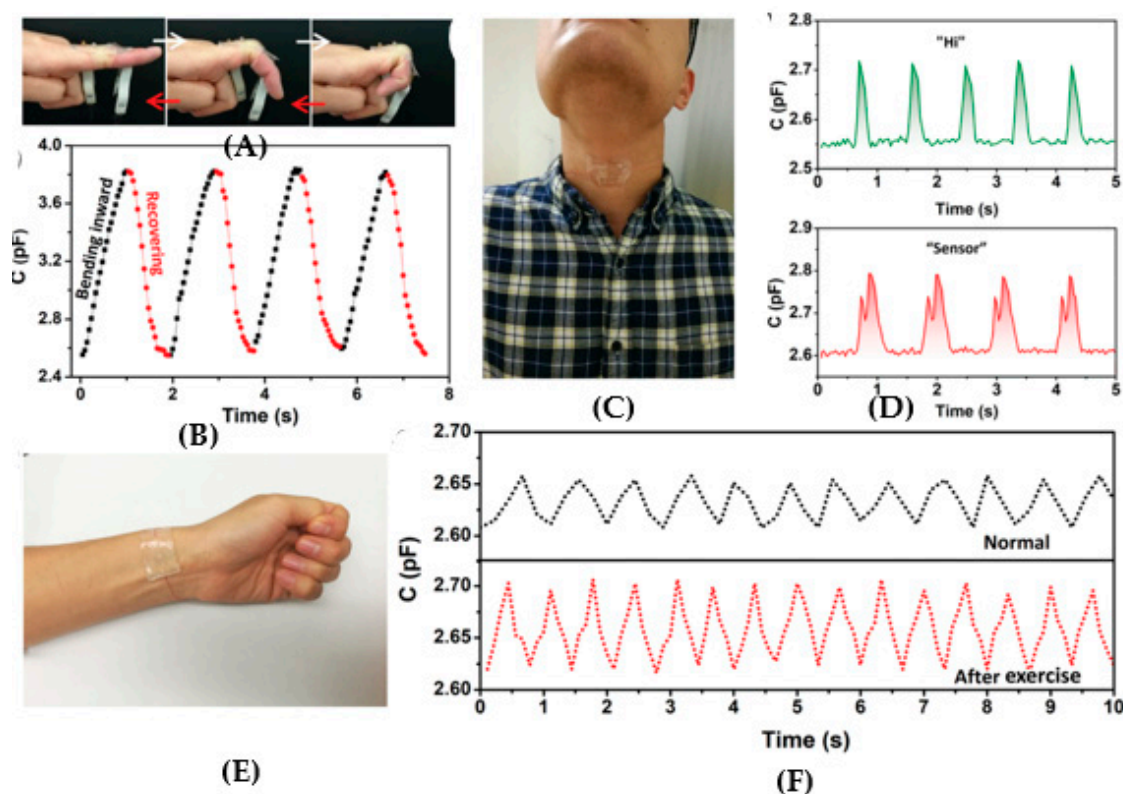 (A)
4.0
3.6
3.2
2.8
2.4
C (pF)
Bending inward
Recovering
0 2 4 6 8
Time (s)
(B)
(C)
2.8
2.7
2.6
2.5
C (pF)
"Hi"
0 1 2 3 4 5
Time (s)
2.9
2.8
2.7
2.6
C (pF)
“Sensor”
0 1 2 3 4 5
(D)
Time (s)
(E)
2.70
2.65
2.60
Normal
C (pF)
2.70
2.65
2.60
After exercise
0 1 2 3 4 5 6 7 8 9 10
Time (s)
(F)